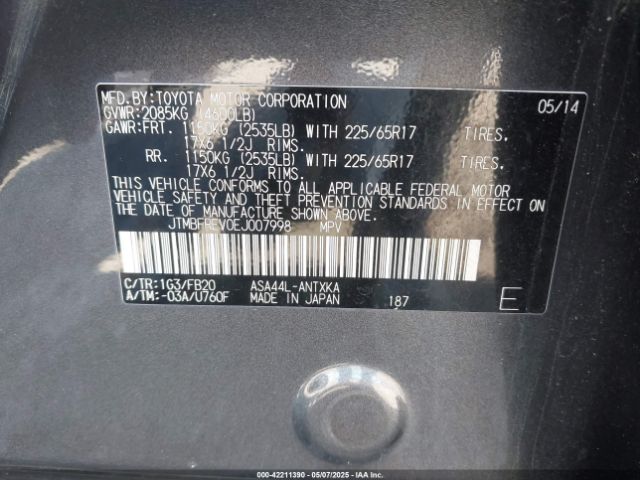 MFD.BY:TOYOTA MOTOR CORPORATION 05/14
GVWR:2085KG (4600LB)
GAWR:FRT. 1150KG (2535LB) WITH 225/65R17 TIRES,
17X6 1/2J RIMS.
RR. 1150KG (2535LB) WITH 225/65R17 TIRES,
17X6 1/2J RIMS.
THIS VEHICLE CONFORMS TO ALL APPLICABLE FEDERAL MOTOR
VEHICLE SAFETY AND THEFT PREVENTION STANDARDS IN EFFECT ON
THE DATE OF MANUFACTURE SHOWN ABOVE.
JTMBFREV0EJ007998 MPV
C/TR:1G3/FB20 ASA44L-ANTXKA
A/TM:-03A/U760F MADE IN JAPAN 187 E
000-42211390 - 05/07/2025 - IAA Inc.